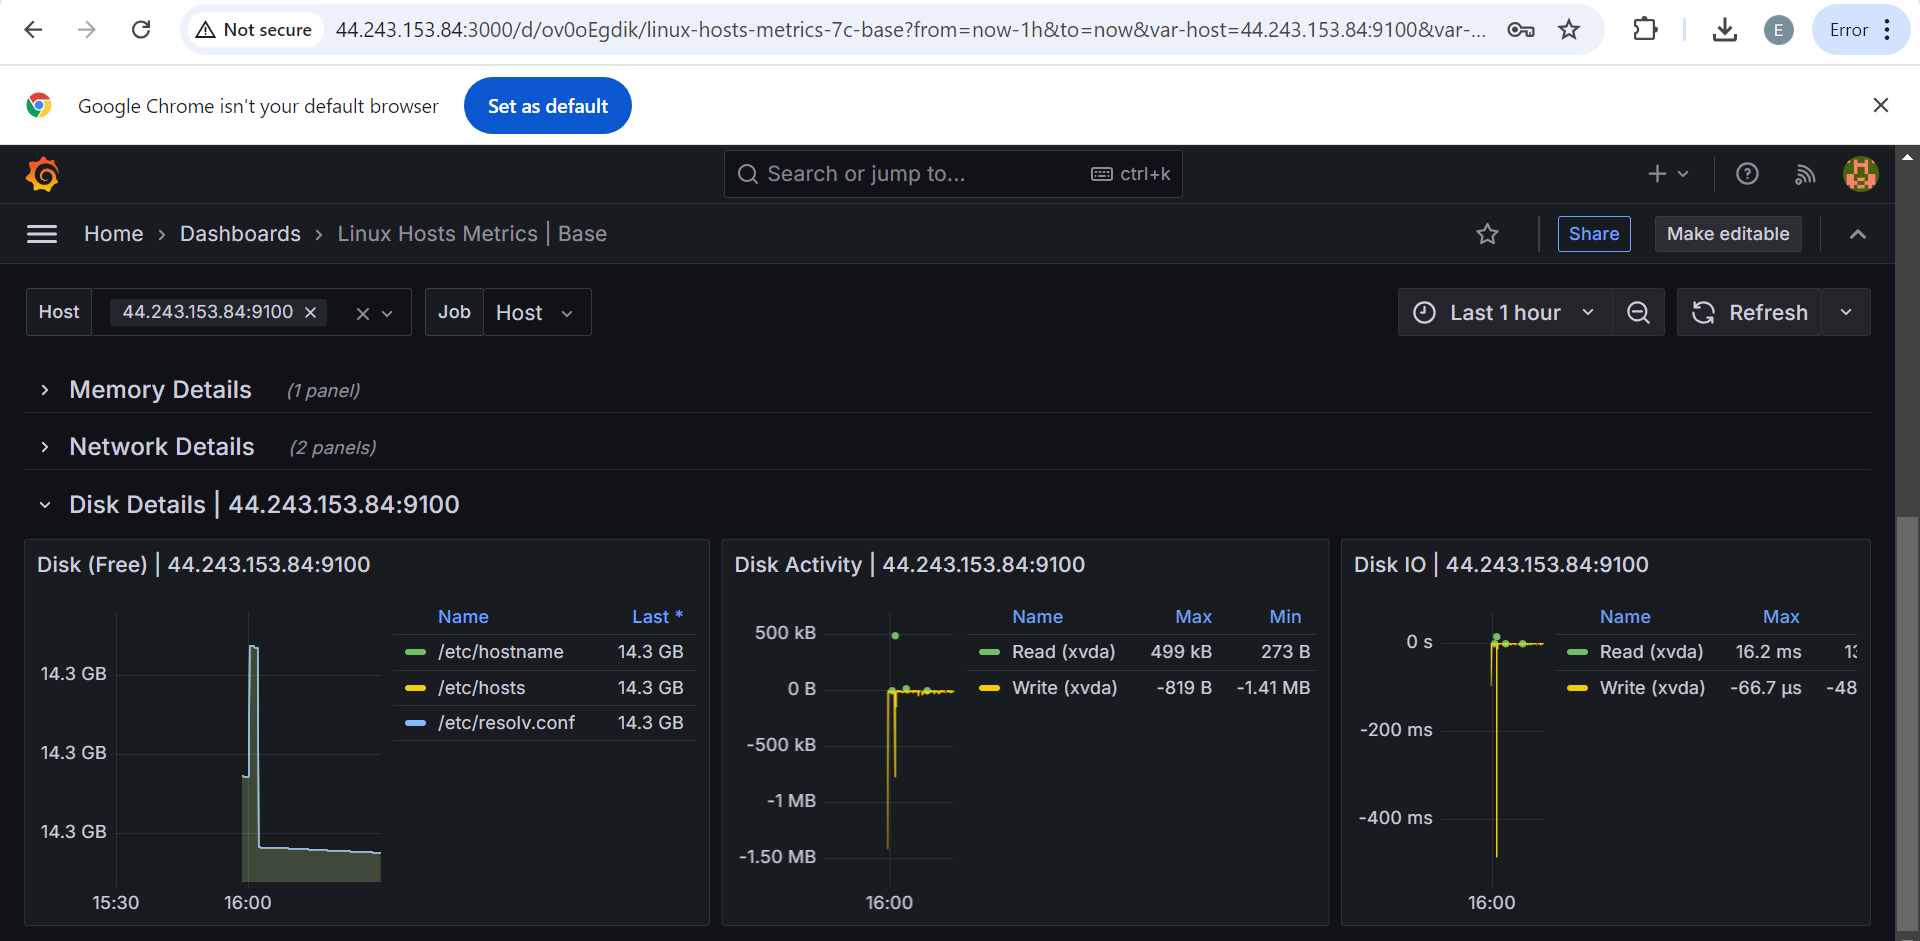 Not secure
44.243.153.84:3000/d/ov0oEgdik/linux-hosts-metrics-7c-base?from=now-1h&to=now&var-host=44.243.153.84:9100&var-...
E
Error
Google Chrome isn't your default browser
Set as default
Search or jump to...
ctrl+k
Home › Dashboards › Linux Hosts Metrics | Base
Share
Make editable
Host
44.243.153.84:9100
Job
Host
Last 1 hour
Refresh
Memory Details (1 panel)
Network Details (2 panels)
Disk Details | 44.243.153.84:9100
Disk (Free) | 44.243.153.84:9100
14.3 GB
14.3 GB
14.3 GB
15:30 16:00
Name Last *
/etc/hostname 14.3 GB
/etc/hosts 14.3 GB
/etc/resolv.conf 14.3 GB
Disk Activity | 44.243.153.84:9100
500 kB
0 B
-500 kB
-1 MB
-1.50 MB
16:00
Name Max Min
Read (xvda) 499 kB 273 B
Write (xvda) -819 B -1.41 MB
Disk IO | 44.243.153.84:9100
0 s
-200 ms
-400 ms
16:00
Name Max
Read (xvda) 16.2 ms
Write (xvda) -66.7 µs -48